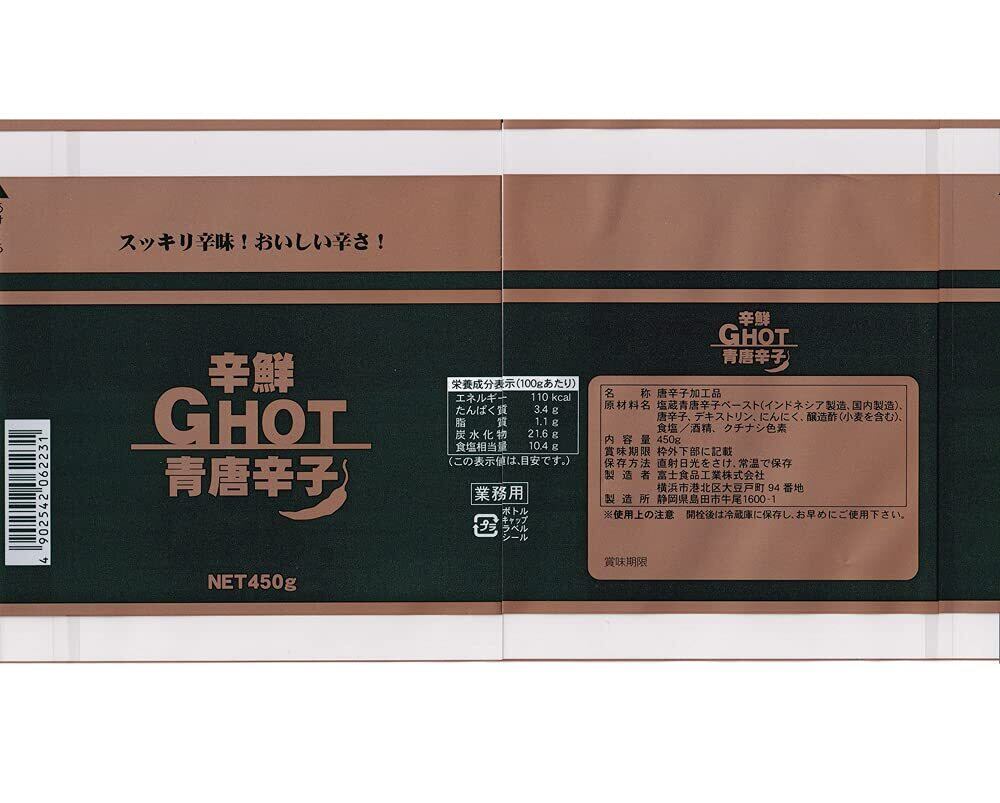 スッキリ辛味！おいしい辛さ！
辛鮮
GHOT
青唐辛子
NET450g
4902542062231
栄養成分表示(100gあたり)
エネルギー 110 kcal
たんぱく質 3.4 g
脂質 1.1 g
炭水化物 21.6 g
食塩相当量 10.4 g
(この表示値は、目安です。)
業務用
プラ
ボトル
キャップ
ラベル
シール
辛鮮
GHOT
青唐辛子
名称 唐辛子加工品
原材料名 塩蔵青唐辛子ペースト(インドネシア製造、国内製造)、
唐辛子、デキストリン、にんにく、醸造酢(小麦を含む)、
食塩／酒精、クチナシ色素
内容量 450g
賞味期限 枠外下部に記載
保存方法 直射日光をさけ、常温で保存
製造者 富士食品工業株式会社
横浜市港北区大豆戸町94番地
製造所 静岡県島田市牛尾1600-1
※使用上の注意 開栓後は冷蔵庫に保存し、お早めにご使用下さい。
賞味期限